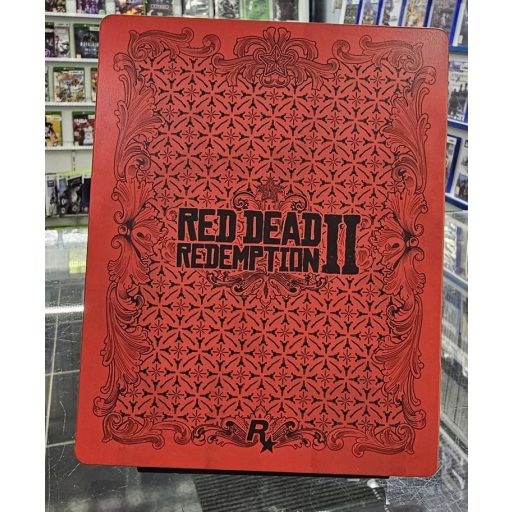 RED DEAD
REDEMPTION II
R